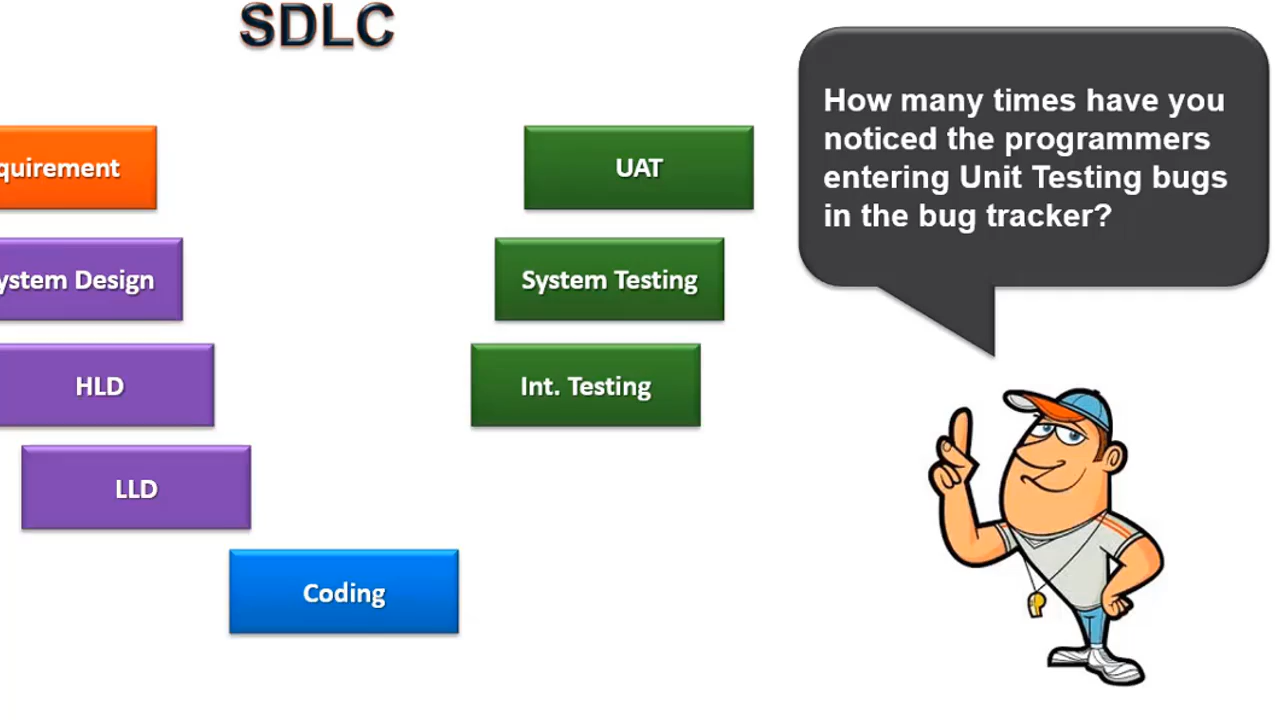 SDLC
How many times have you
noticed the programmers
entering Unit Testing bugs
in the bug tracker?
quirement
UAT
ystem Design
System Testing
HLD
Int. Testing
LLD
Coding